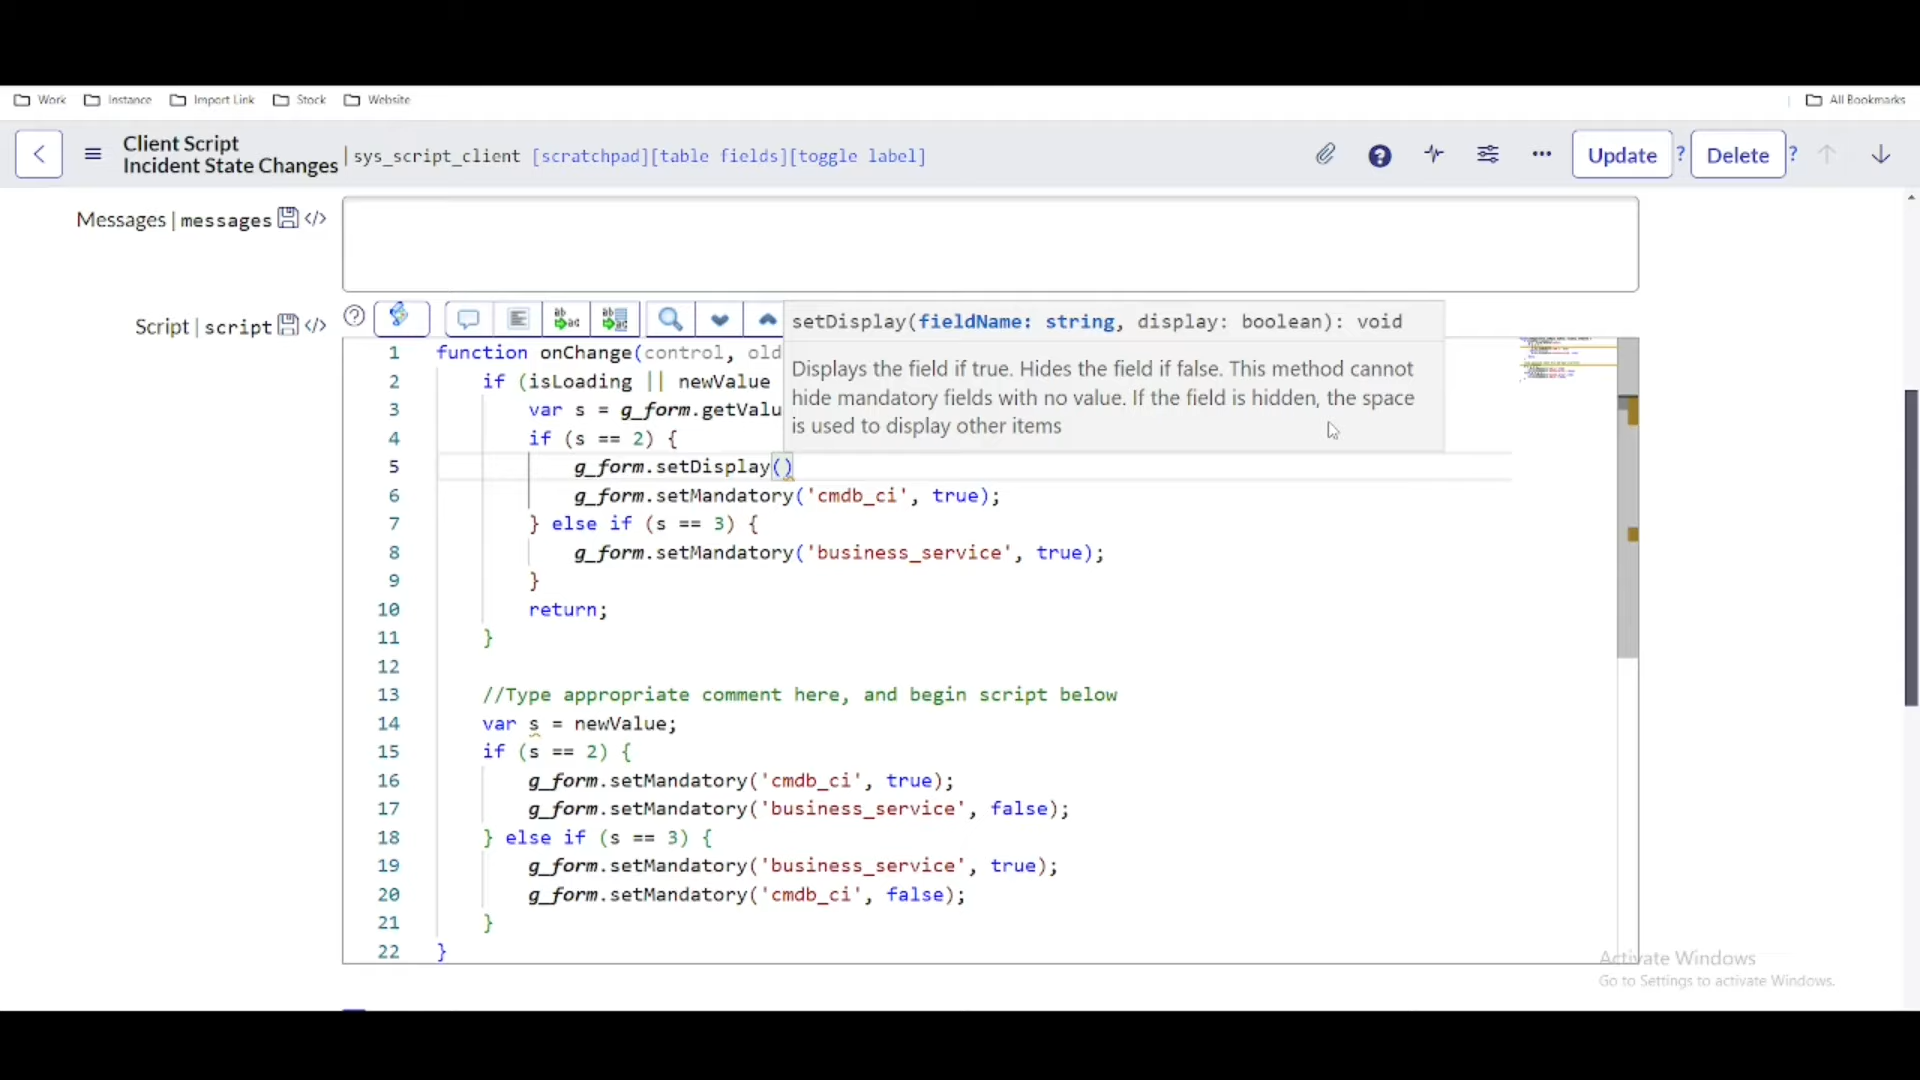 Work Instance Import Link Stock Website All Bookmarks
Client Script
Incident State Changes | sys_script_client [scratchpad][table fields][toggle label] Update ? Delete ?
Messages | messages </>
Script | script </>
setDisplay(fieldName: string, display: boolean): void
Displays the field if true. Hides the field if false. This method cannot
hide mandatory fields with no value. If the field is hidden, the space
is used to display other items
1 function onChange(control, old
2 if (isLoading || newValue
3 var s = g_form.getValu
4 if (s == 2) {
5 g_form.setDisplay()
6 g_form.setMandatory('cmdb_ci', true);
7 } else if (s == 3) {
8 g_form.setMandatory('business_service', true);
9 }
10 return;
11 }
12
13 //Type appropriate comment here, and begin script below
14 var s = newValue;
15 if (s == 2) {
16 g_form.setMandatory('cmdb_ci', true);
17 g_form.setMandatory('business_service', false);
18 } else if (s == 3) {
19 g_form.setMandatory('business_service', true);
20 g_form.setMandatory('cmdb_ci', false);
21 }
22 }
Activate Windows
Go to Settings to activate Windows.